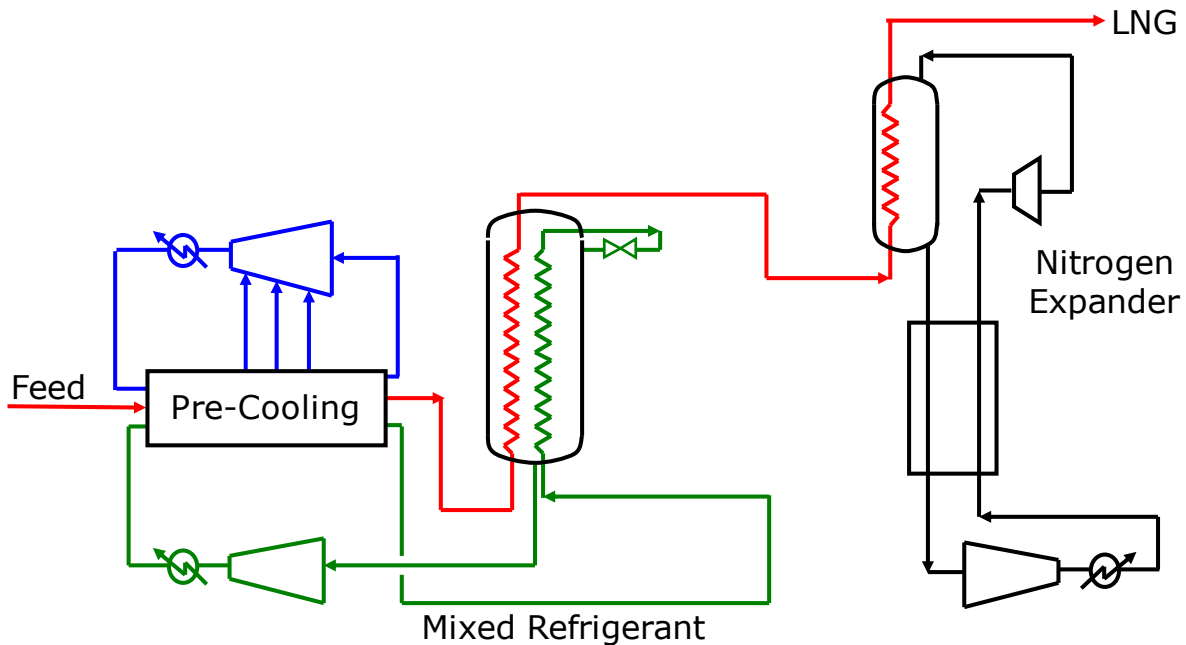 LNG
Nitrogen
Expander
Feed
Pre-Cooling
Mixed Refrigerant